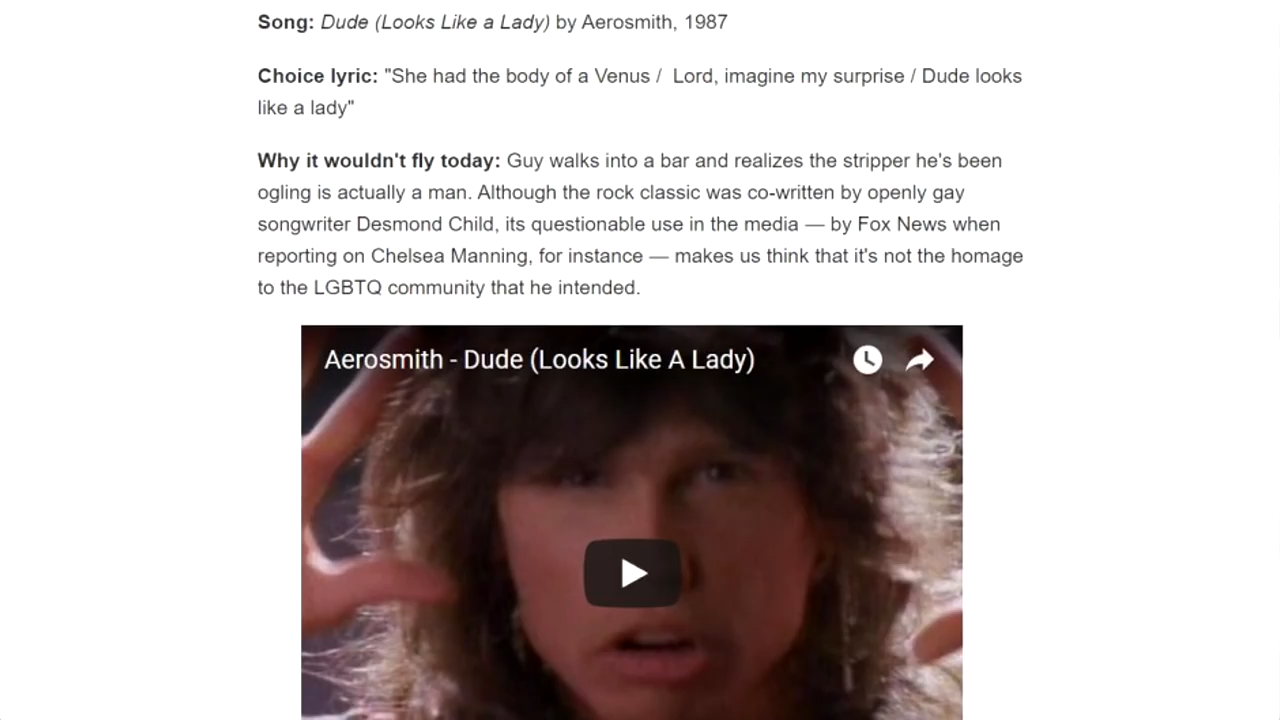 Song: Dude (Looks Like a Lady) by Aerosmith, 1987
Choice lyric: "She had the body of a Venus /  Lord, imagine my surprise / Dude looks
like a lady"
Why it wouldn't fly today: Guy walks into a bar and realizes the stripper he's been
ogling is actually a man. Although the rock classic was co-written by openly gay
songwriter Desmond Child, its questionable use in the media — by Fox News when
reporting on Chelsea Manning, for instance — makes us think that it's not the homage
to the LGBTQ community that he intended.
Aerosmith - Dude (Looks Like A Lady)